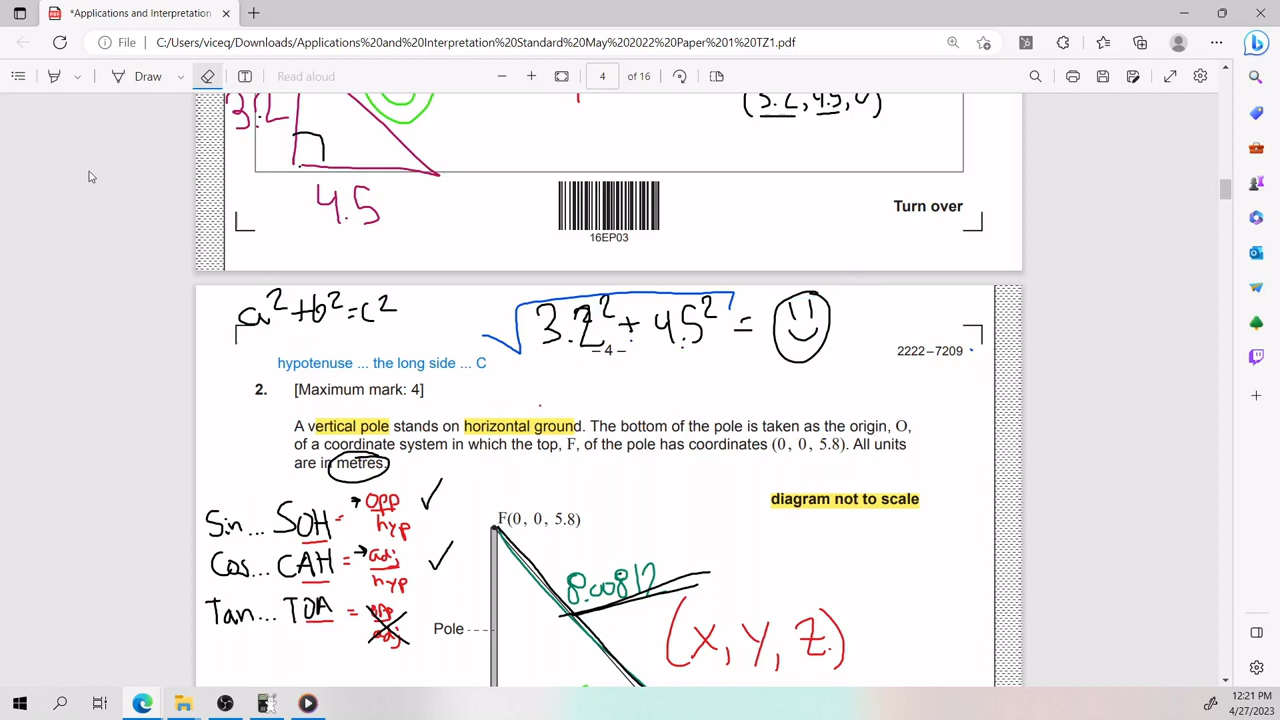 *Applications and Interpretation
File
C:/Users/viceq/Downloads/Applications%20and%20Interpretation%20Standard%20May%202022%20Paper%201%20TZ1.pdf
Draw
Read aloud
4 of 16
3.2
(3.2, 4.5, 0)
4.5
16EP03
Turn over
a²+b²=c²
√3.2²+4.5² =
– 4 –
2222–7209
hypotenuse ... the long side ... C
2. [Maximum mark: 4]
A vertical pole stands on horizontal ground. The bottom of the pole is taken as the origin, O,
of a coordinate system in which the top, F, of the pole has coordinates (0, 0, 5.8). All units
are in metres.
diagram not to scale
Sin... SOH = opp/hyp ✓
F(0, 0, 5.8)
Cos... CAH = adj/hyp ✓
8.00812
Tan... TOA = opp/adj
Pole
(X, Y, Z)
12:21 PM
4/27/2023